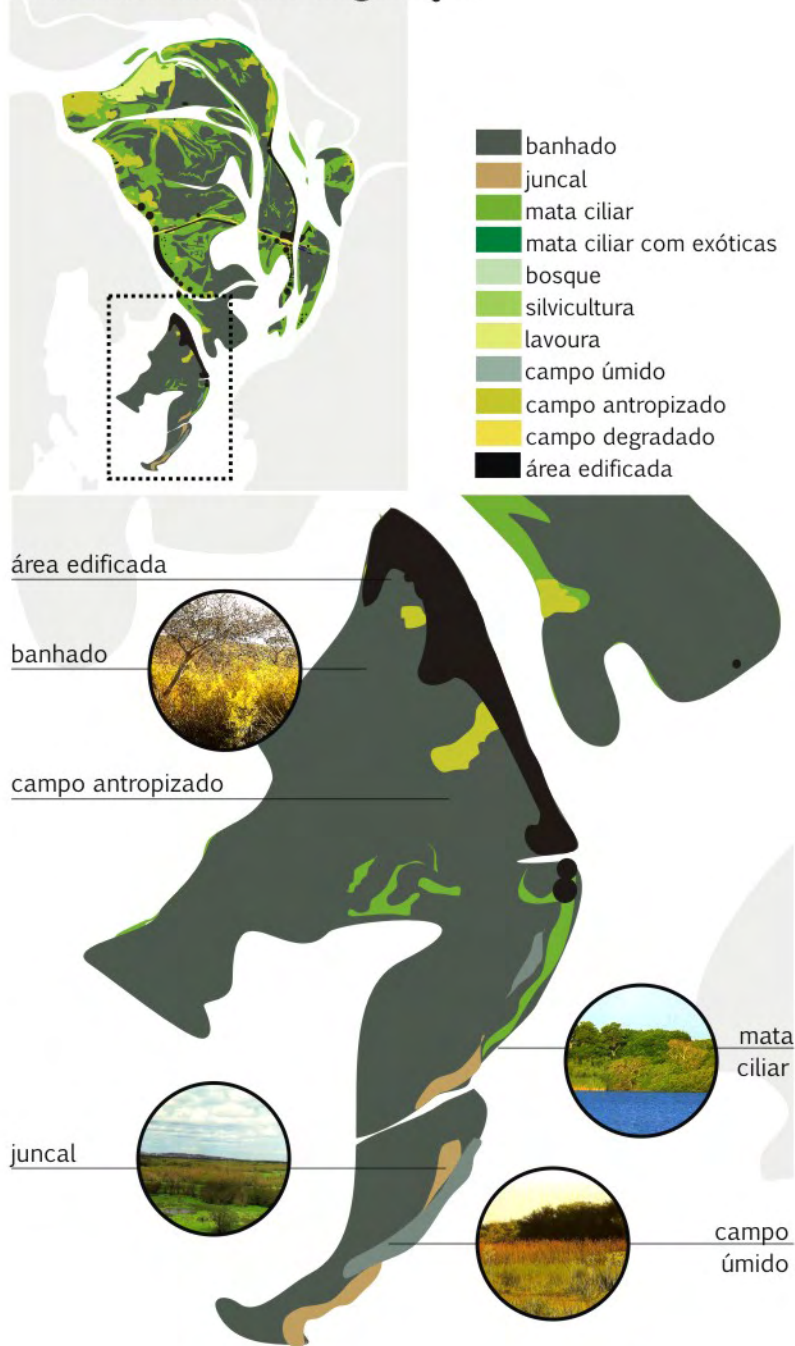 banhado
juncal
mata ciliar
mata ciliar com exóticas
bosque
silvicultura
lavoura
campo úmido
campo antropizado
campo degradado
área edificada
área edificada
banhado
campo antropizado
mata
ciliar
juncal
campo
úmido